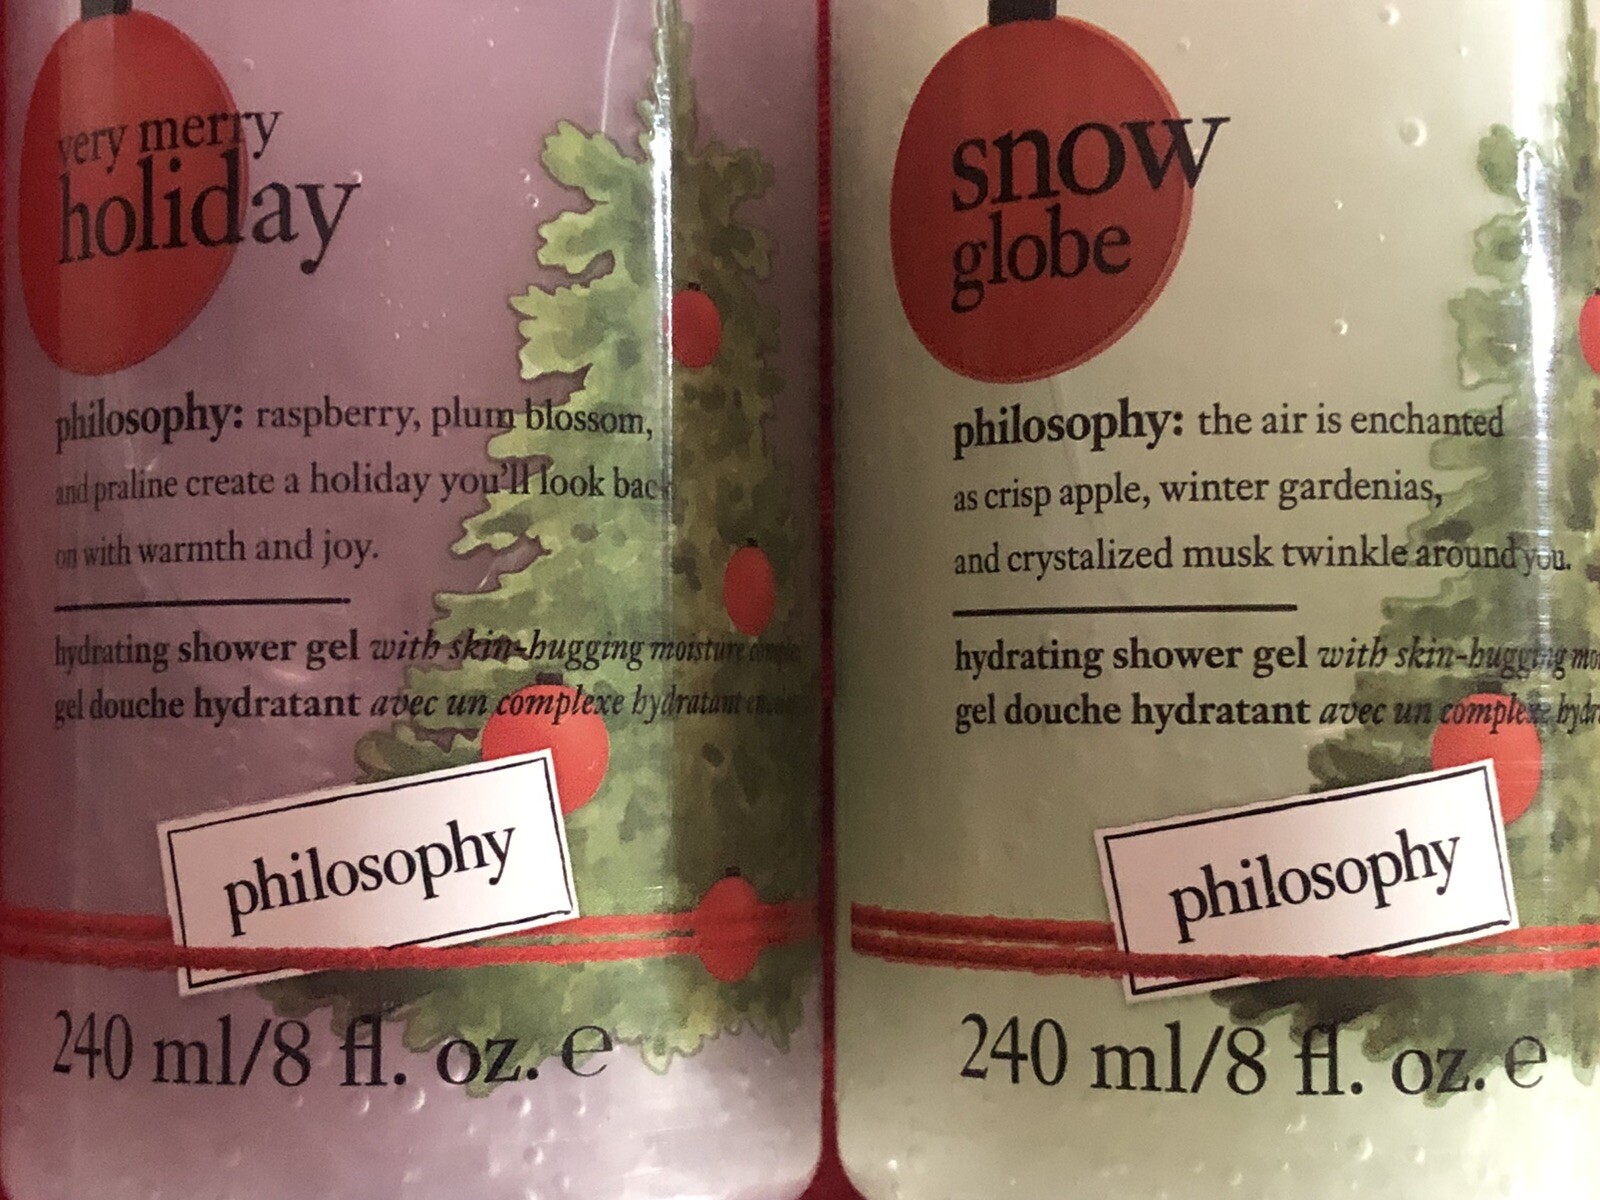 very merry
holiday
philosophy: raspberry, plum blossom,
and praline create a holiday you'll look back
on with warmth and joy.
hydrating shower gel with skin-hugging moisture
gel douche hydratant avec un complexe hydratant
philosophy
240 ml/8 fl. oz. e
snow
globe
philosophy: the air is enchanted
as crisp apple, winter gardenias,
and crystalized musk twinkle around you.
hydrating shower gel with skin-hugging
gel douche hydratant avec un complexe
philosophy
240 ml/8 fl. oz. e